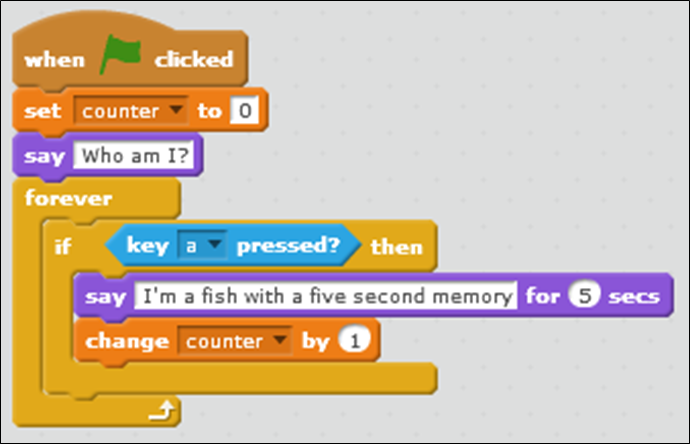 when clicked
set counter to 0
say Who am I?
forever
if key a pressed? then
say I'm a fish with a five second memory for 5 secs
change counter by 1